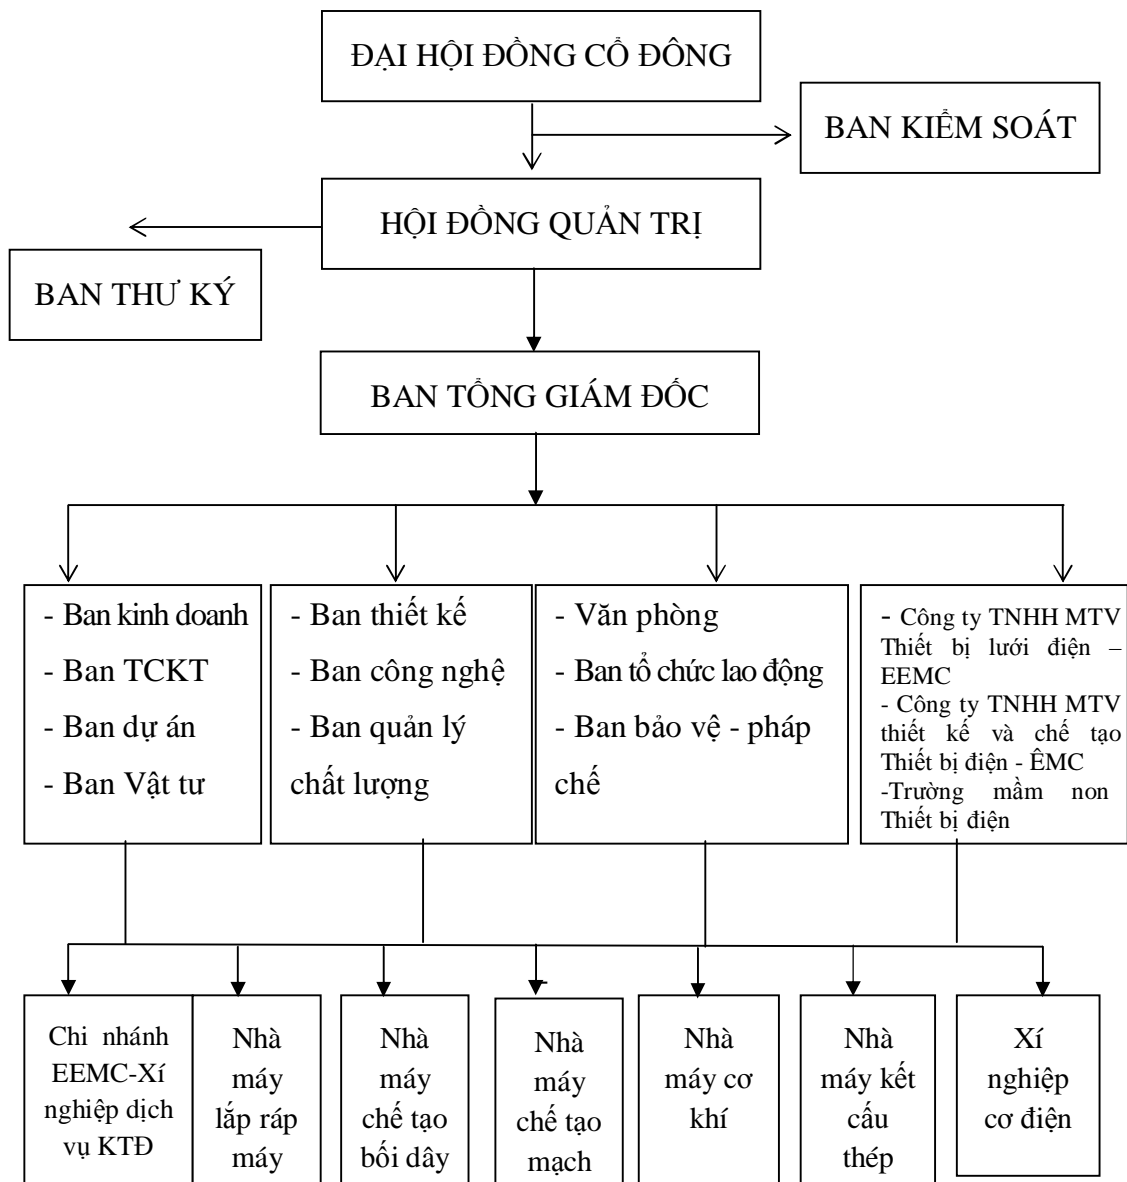 ĐẠI HỘI ĐỒNG CỔ ĐÔNG
BAN KIỂM SOÁT
HỘI ĐỒNG QUẢN TRỊ
BAN THƯ KÝ
BAN TỔNG GIÁM ĐỐC
- Ban kinh doanh
- Ban TCKT
- Ban dự án
- Ban Vật tư
- Ban thiết kế
- Ban công nghệ
- Ban quản lý
chất lượng
- Văn phòng
- Ban tổ chức lao động
- Ban bảo vệ - pháp
chế
- Công ty TNHH MTV
Thiết bị lưới điện –
EEMC
- Công ty TNHH MTV
thiết kế và chế tạo
Thiết bị điện - ÊMC
-Trường mầm non
Thiết bị điện
Chi nhánh
EEMC-Xí
nghiệp dịch
vụ KTĐ
Nhà
máy
lắp ráp
máy
Nhà
máy
chế tạo
bối dây
Nhà
máy
chế tạo
mạch
Nhà
máy cơ
khí
Nhà
máy kết
cấu
thép
Xí
nghiệp
cơ điện